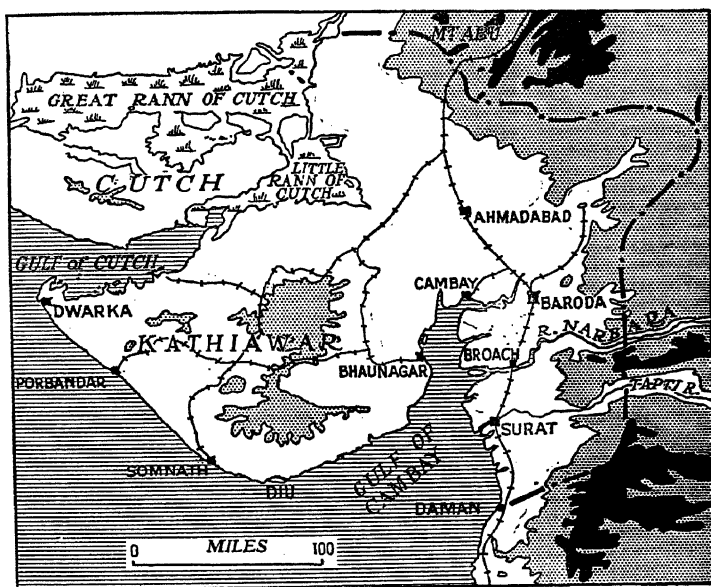 MT ABU
GREAT RANN OF CUTCH
LITTLE
RANN OF
CUTCH
CUTCH
AHMADABAD
GULF OF CUTCH
CAMBAY
BARODA
DWARKA
R. NARBADA
KATHIAWAR
BROACH
BHAUNAGAR
PORBANDAR
TAPTI R.
SURAT
GULF OF
CAMBAY
SOMNATH
DIU
DAMAN
0 MILES 100